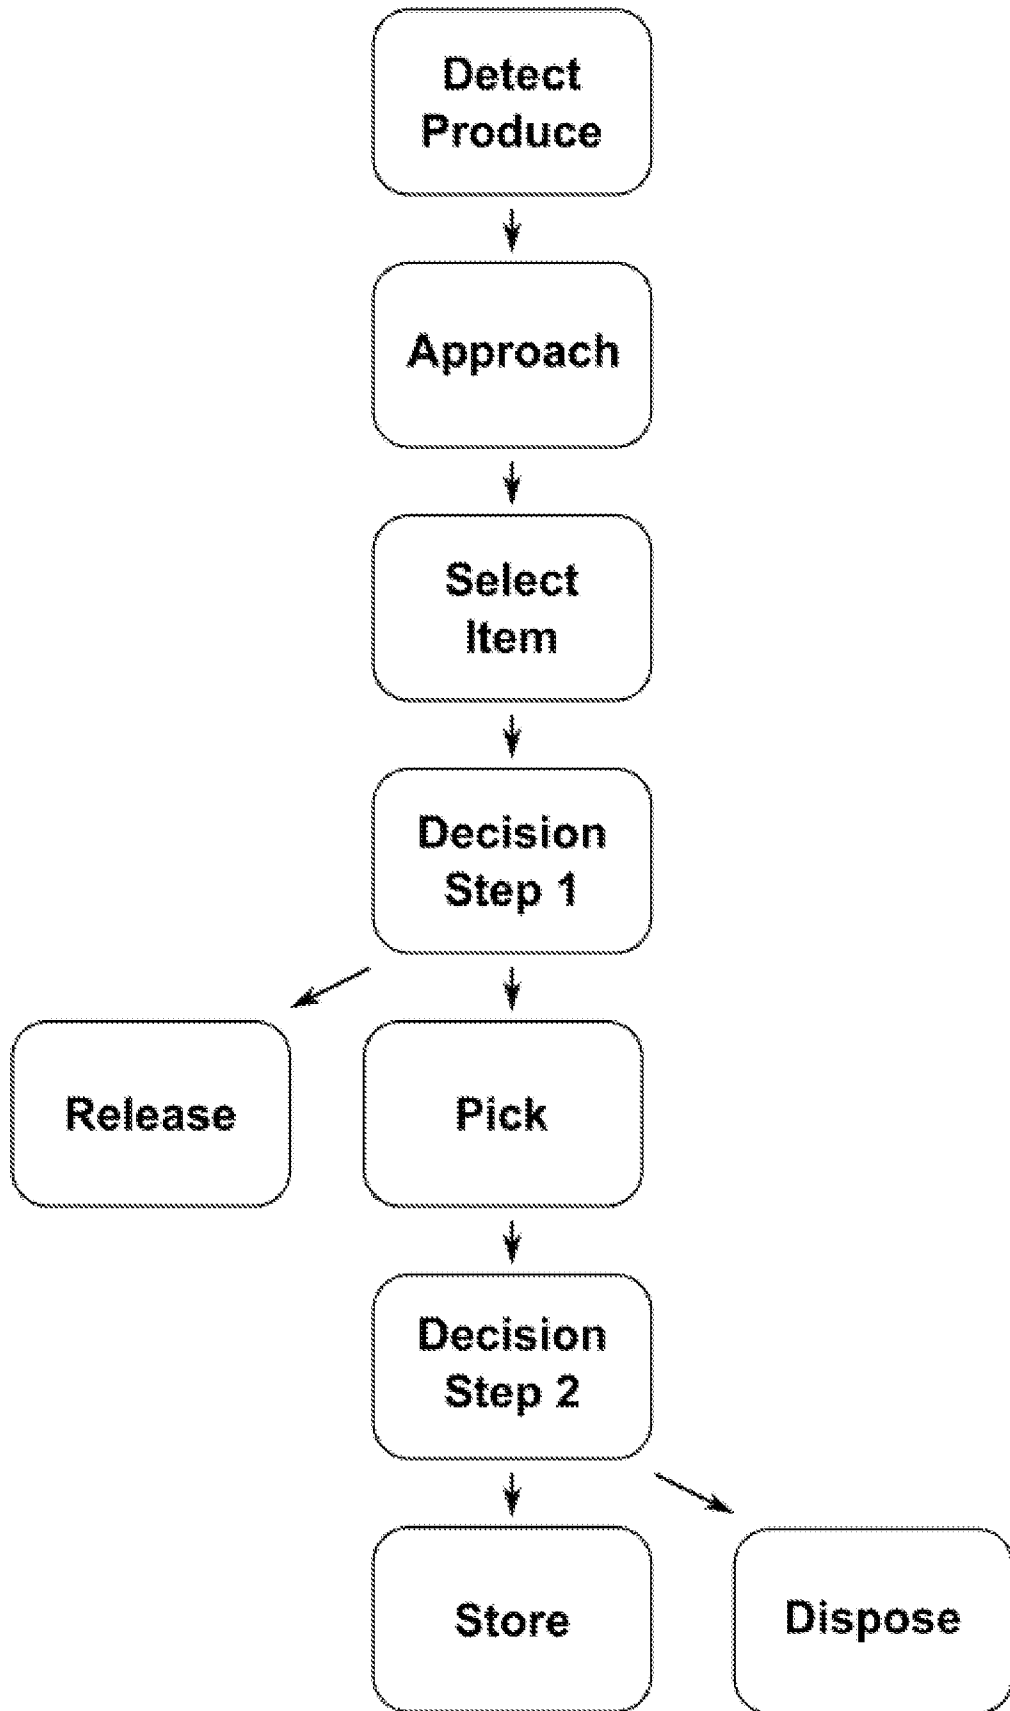 Detect
Produce
Approach
Select
Item
Decision
Step 1
Release
Pick
Decision
Step 2
Store
Dispose